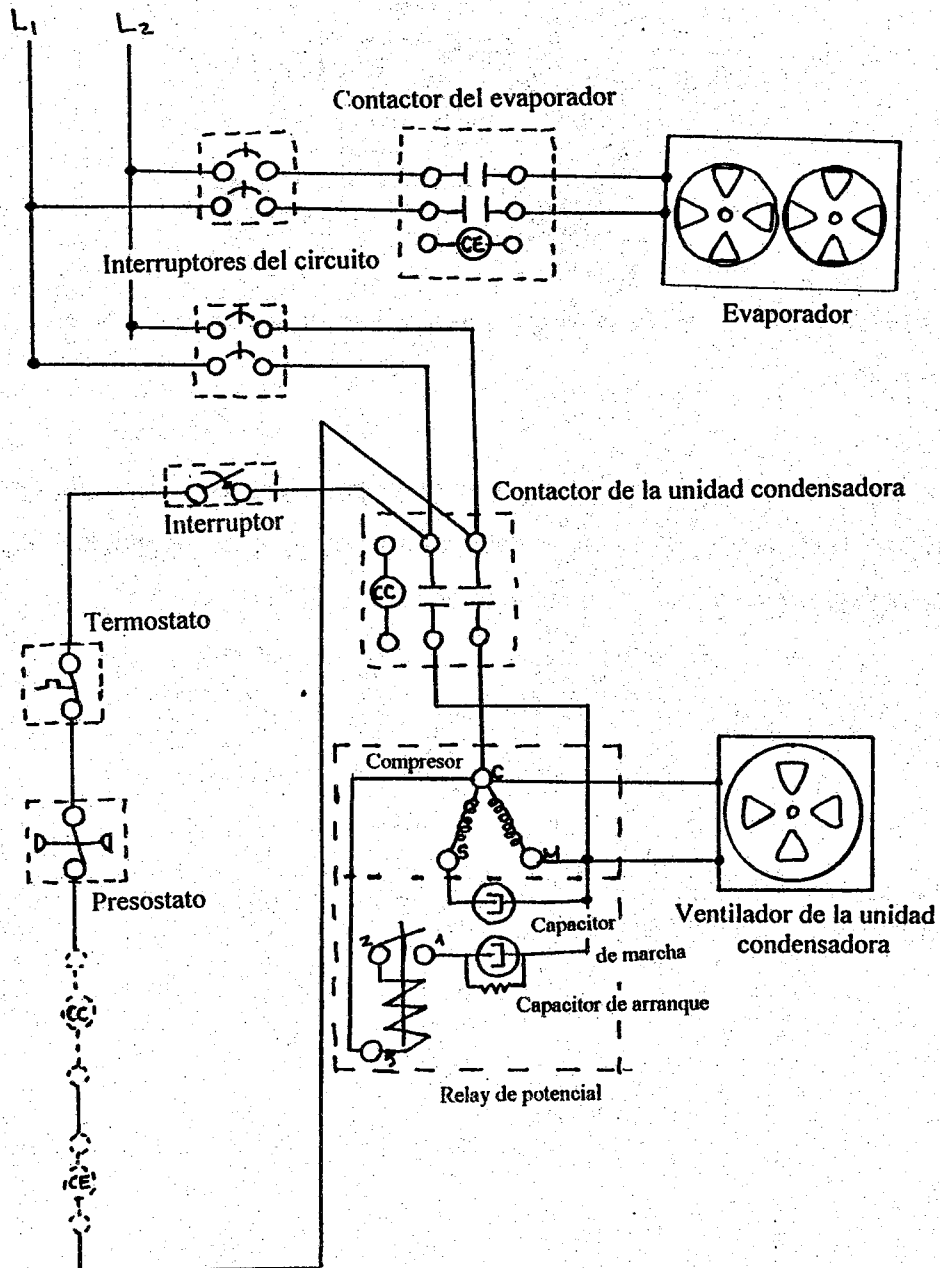 L1
L2
Contactor del evaporador
CE
Interruptores del circuito
Evaporador
Contactor de la unidad condensadora
Interruptor
CC
Termostato
Compresor
C
S
M
Presostato
Capacitor
de marcha
Ventilador de la unidad
condensadora
2
1
Capacitor de arranque
CC
3
Relay de potencial
CE